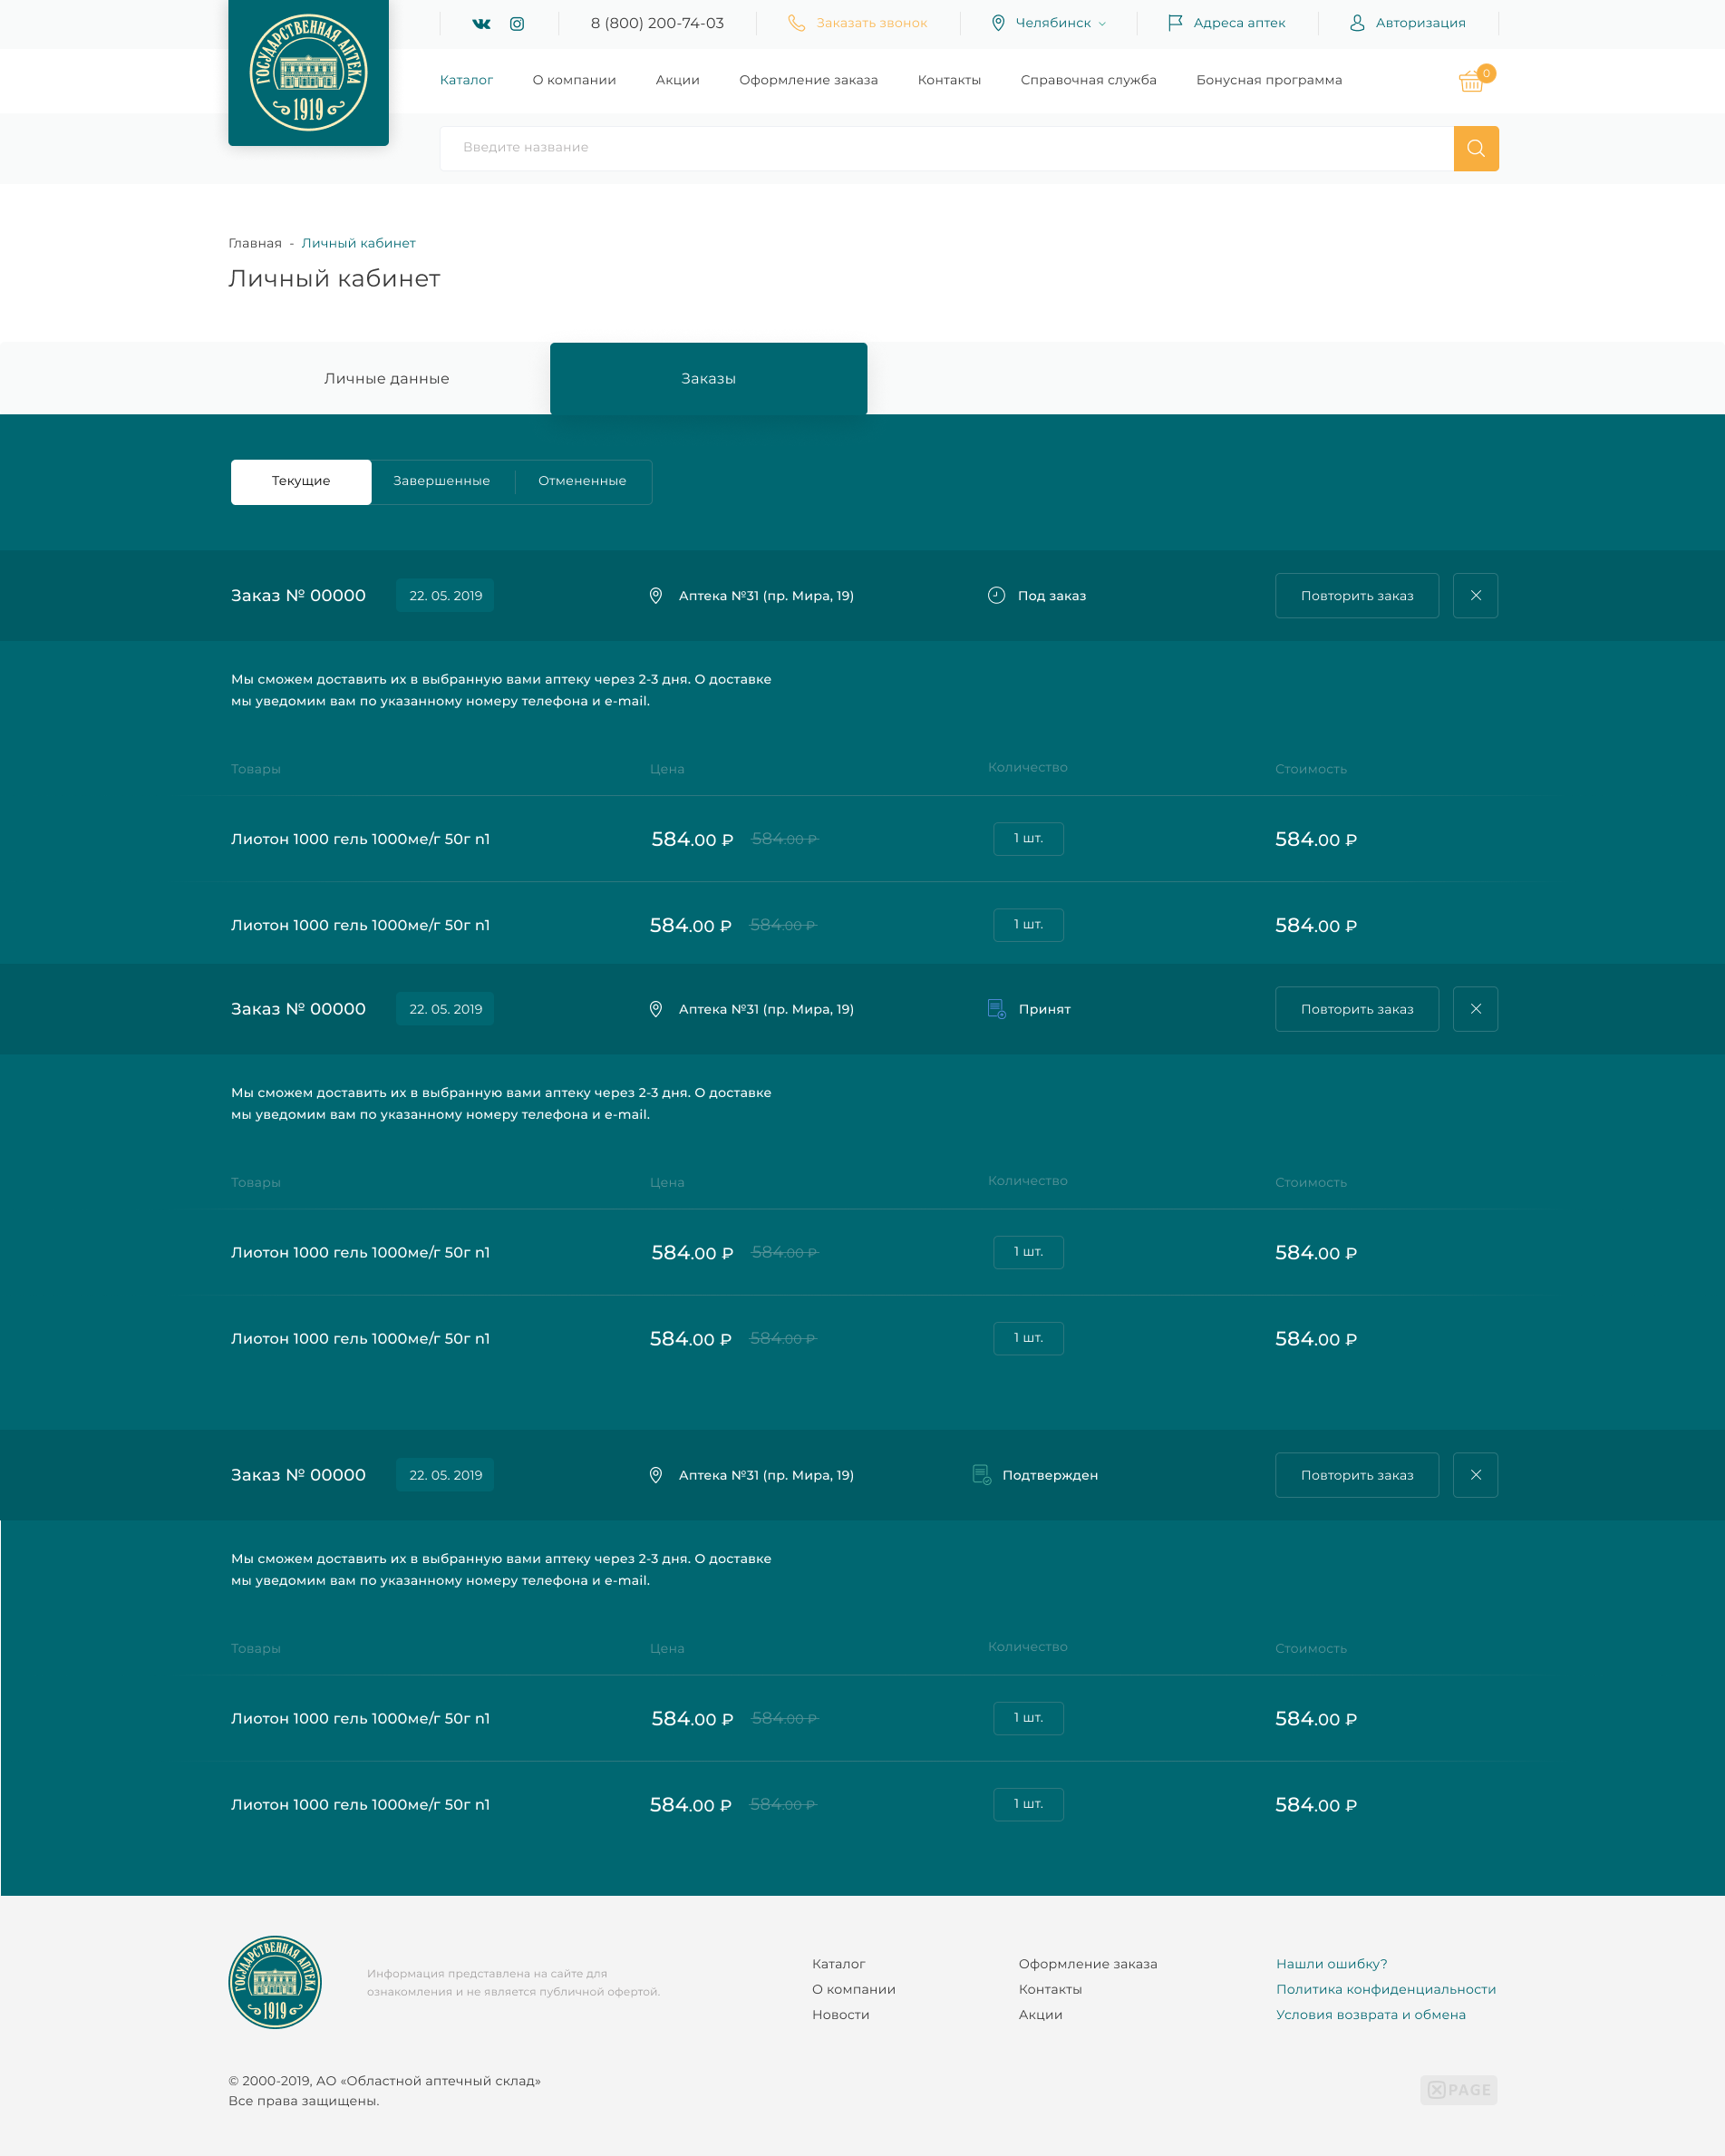 ГОСУДАРСТВЕННАЯ АПТЕКА
1919
8 (800) 200-74-03
Заказать звонок
Челябинск
Адреса аптек
Авторизация
Каталог
О компании
Акции
Оформление заказа
Контакты
Справочная служба
Бонусная программа
0
Введите название
Главная - Личный кабинет
Личный кабинет
Личные данные
Заказы
Текущие
Завершенные
Отмененные
Заказ № 00000
22. 05. 2019
Аптека №31 (пр. Мира, 19)
Под заказ
Повторить заказ
Мы сможем доставить их в выбранную вами аптеку через 2-3 дня. О доставке
мы уведомим вам по указанному номеру телефона и e-mail.
Товары
Цена
Количество
Стоимость
Лиотон 1000 гель 1000ме/г 50г n1
584.00 ₽
584.00 ₽
1 шт.
584.00 ₽
Лиотон 1000 гель 1000ме/г 50г n1
584.00 ₽
584.00 ₽
1 шт.
584.00 ₽
Заказ № 00000
22. 05. 2019
Аптека №31 (пр. Мира, 19)
Принят
Повторить заказ
Мы сможем доставить их в выбранную вами аптеку через 2-3 дня. О доставке
мы уведомим вам по указанному номеру телефона и e-mail.
Товары
Цена
Количество
Стоимость
Лиотон 1000 гель 1000ме/г 50г n1
584.00 ₽
584.00 ₽
1 шт.
584.00 ₽
Лиотон 1000 гель 1000ме/г 50г n1
584.00 ₽
584.00 ₽
1 шт.
584.00 ₽
Заказ № 00000
22. 05. 2019
Аптека №31 (пр. Мира, 19)
Подтвержден
Повторить заказ
Мы сможем доставить их в выбранную вами аптеку через 2-3 дня. О доставке
мы уведомим вам по указанному номеру телефона и e-mail.
Товары
Цена
Количество
Стоимость
Лиотон 1000 гель 1000ме/г 50г n1
584.00 ₽
584.00 ₽
1 шт.
584.00 ₽
Лиотон 1000 гель 1000ме/г 50г n1
584.00 ₽
584.00 ₽
1 шт.
584.00 ₽
ГОСУДАРСТВЕННАЯ АПТЕКА
1919
Информация представлена на сайте для
ознакомления и не является публичной офертой.
Каталог
О компании
Новости
Оформление заказа
Контакты
Акции
Нашли ошибку?
Политика конфиденциальности
Условия возврата и обмена
© 2000-2019, АО «Областной аптечный склад»
Все права защищены.
PAGE